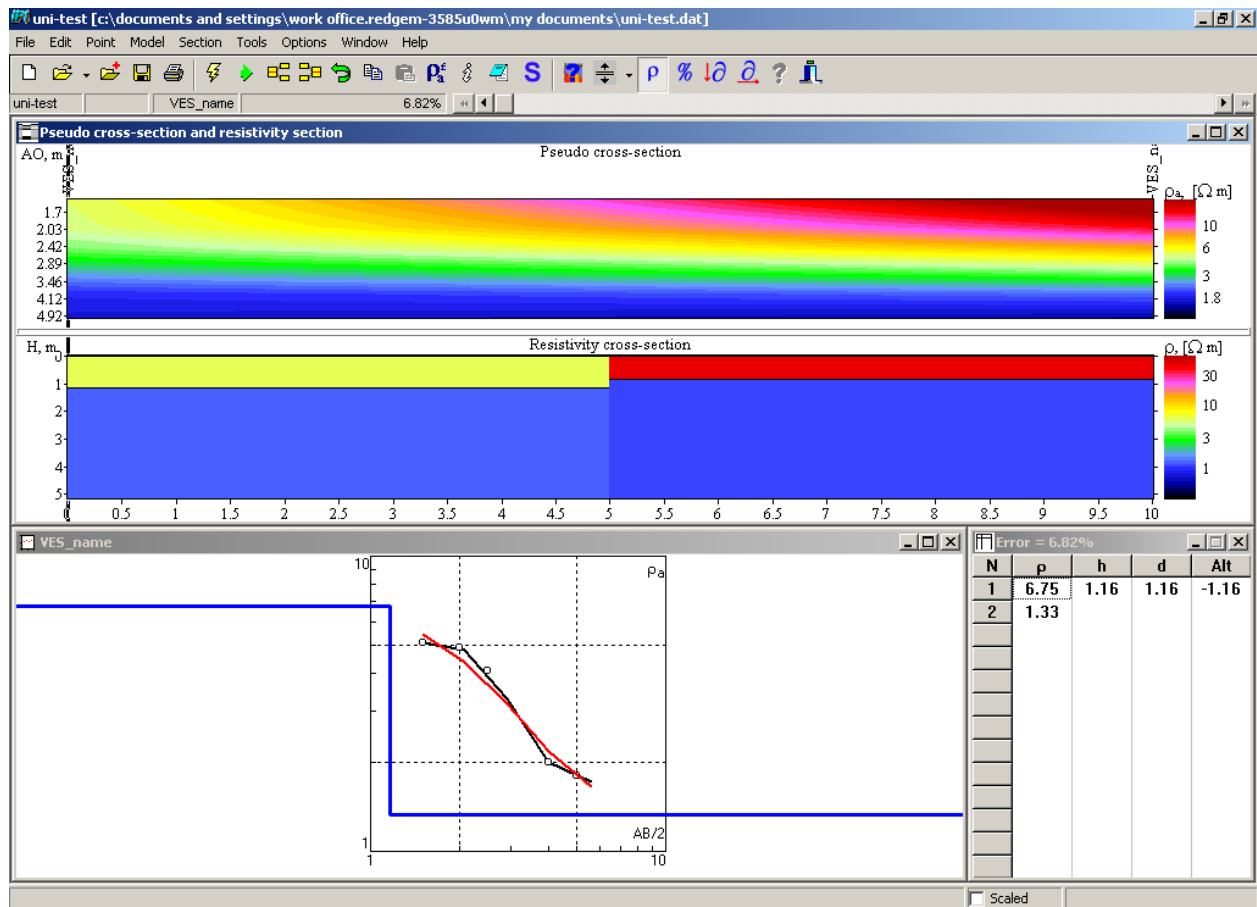 uni-test [c:\documents and settings\work office.redgem-3585u0wm\my documents\uni-test.dat]
File Edit Point Model Section Tools Options Window Help
uni-test VES_name 6.82%
Pseudo cross-section and resistivity section
AO, m Pseudo cross-section
ρa, [Ω m]
1.7
2.03
2.42
2.89
3.46
4.12
4.92
10
6
3
1.8
H, m Resistivity cross-section ρ, [Ω m]
0
1
2
3
4
5
30
10
3
1
0 0.5 1 1.5 2 2.5 3 3.5 4 4.5 5 5.5 6 6.5 7 7.5 8 8.5 9 9.5 10
VES_name
10 ρa
1 AB/2
1 10
Error = 6.82%
N ρ h d Alt
1 6.75 1.16 1.16 -1.16
2 1.33
Scaled